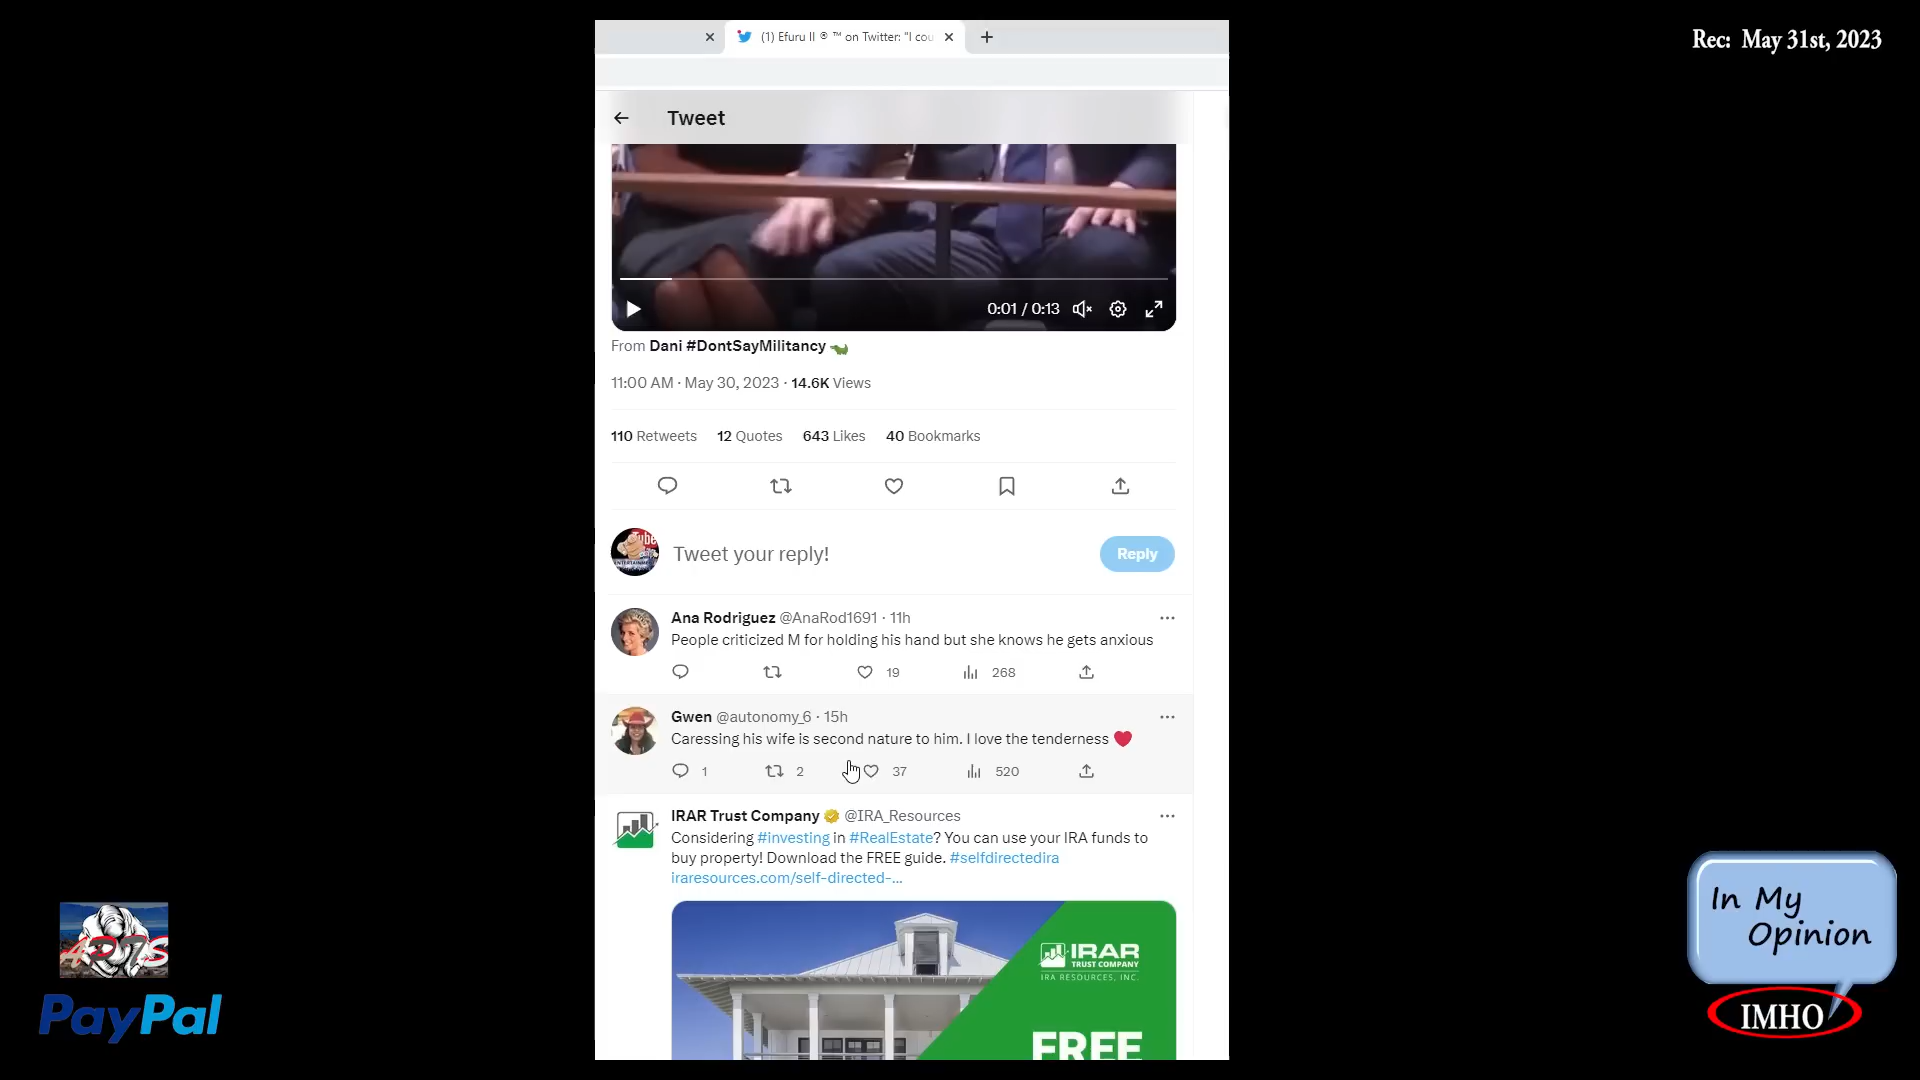 Rec: May 31st, 2023
(1) Efuru II ® ™ on Twitter: "I cou
Tweet
0:01 / 0:13
From Dani #DontSayMilitancy
11:00 AM · May 30, 2023 · 14.6K Views
110 Retweets 12 Quotes 643 Likes 40 Bookmarks
Tweet your reply!
Reply
Ana Rodriguez @AnaRod1691 · 11h
People criticized M for holding his hand but she knows he gets anxious
19 268
Gwen @autonomy_6 · 15h
Caressing his wife is second nature to him. I love the tenderness ❤️
1 2 37 520
IRAR Trust Company @IRA_Resources
Considering #investing in #RealEstate? You can use your IRA funds to
buy property! Download the FREE guide. #selfdirectedira
iraresources.com/self-directed-...
IRAR
TRUST COMPANY
IRA RESOURCES, INC.
FREE
PayPal
In My
Opinion
IMHO